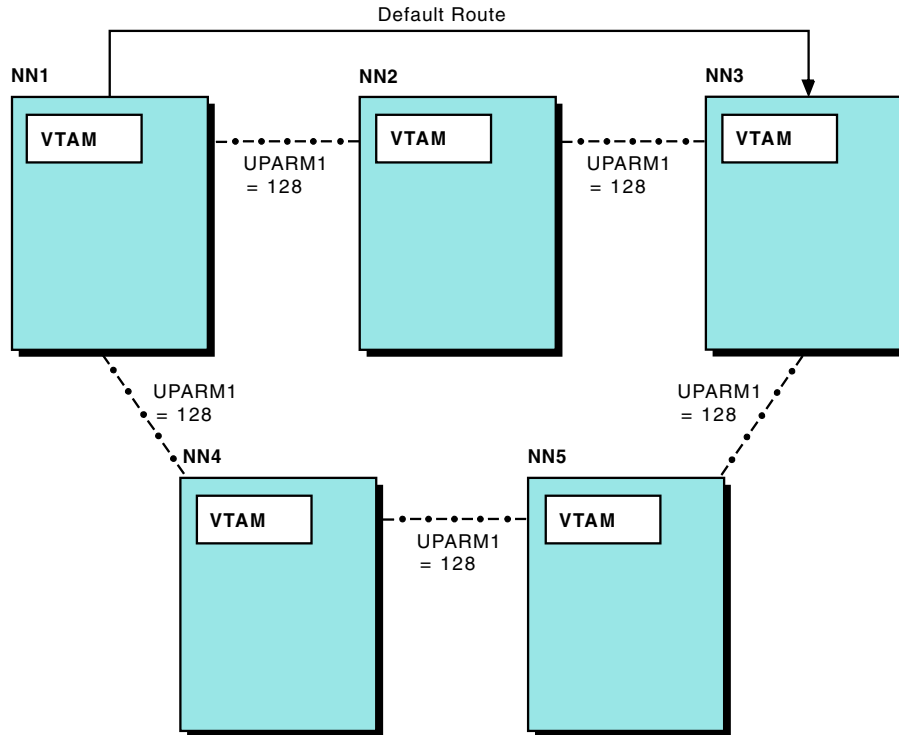 Default Route
NN1
NN2
NN3
VTAM
VTAM
VTAM
UPARM1
= 128
UPARM1
= 128
UPARM1
= 128
UPARM1
= 128
NN4
NN5
VTAM
VTAM
UPARM1
= 128